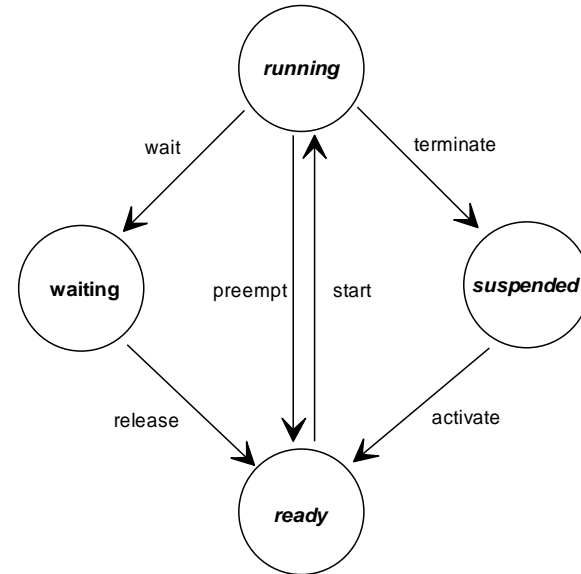 running
wait
terminate
waiting
preempt
start
suspended
release
activate
ready